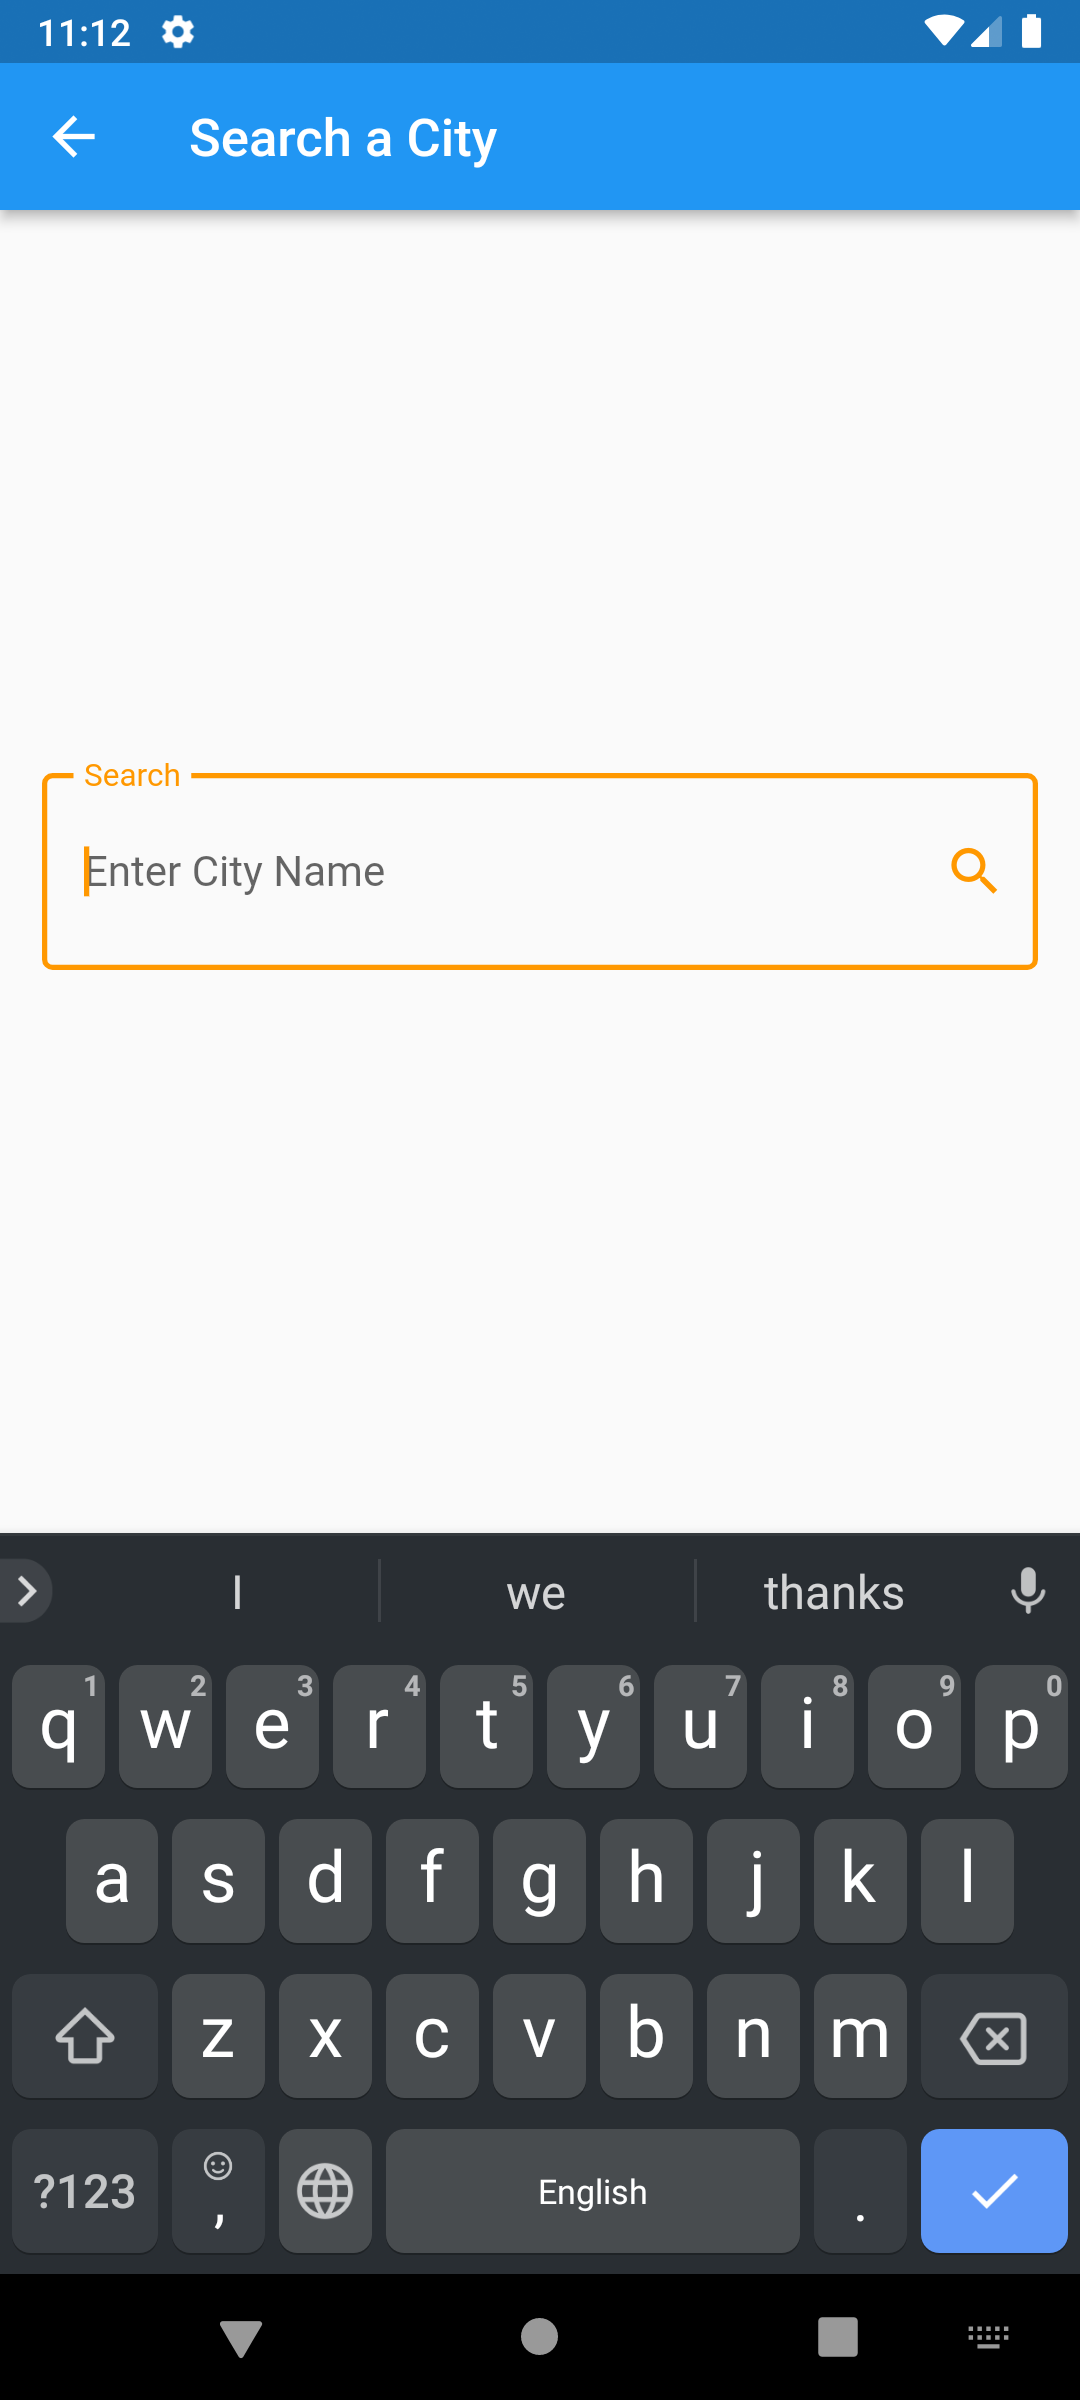 11:12
Search a City
Search
Enter City Name
I we thanks
1 2 3 4 5 6 7 8 9 0
q w e r t y u i o p
a s d f g h j k l
z x c v b n m
?123 , English .